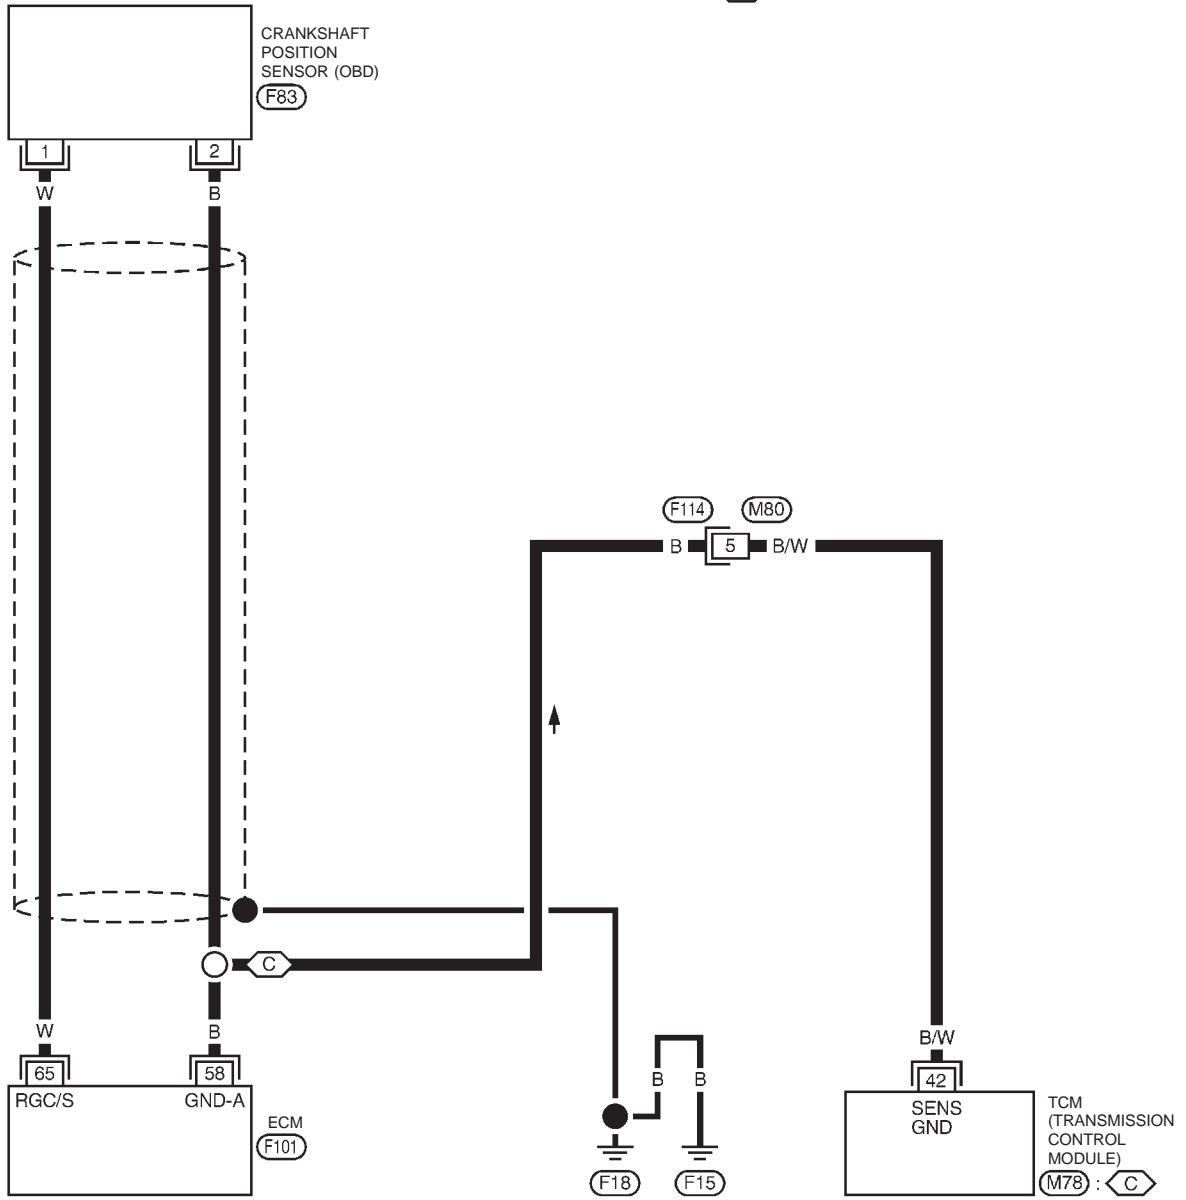 CRANKSHAFT
POSITION
SENSOR (OBD)
F83
1
2
W
B
F114
M80
B
5
B/W
C
W
B
B/W
65
58
42
RGC/S
GND-A
ECM
F101
B
B
SENS
GND
TCM
(TRANSMISSION
CONTROL
MODULE)
F18
F15
M78 : C